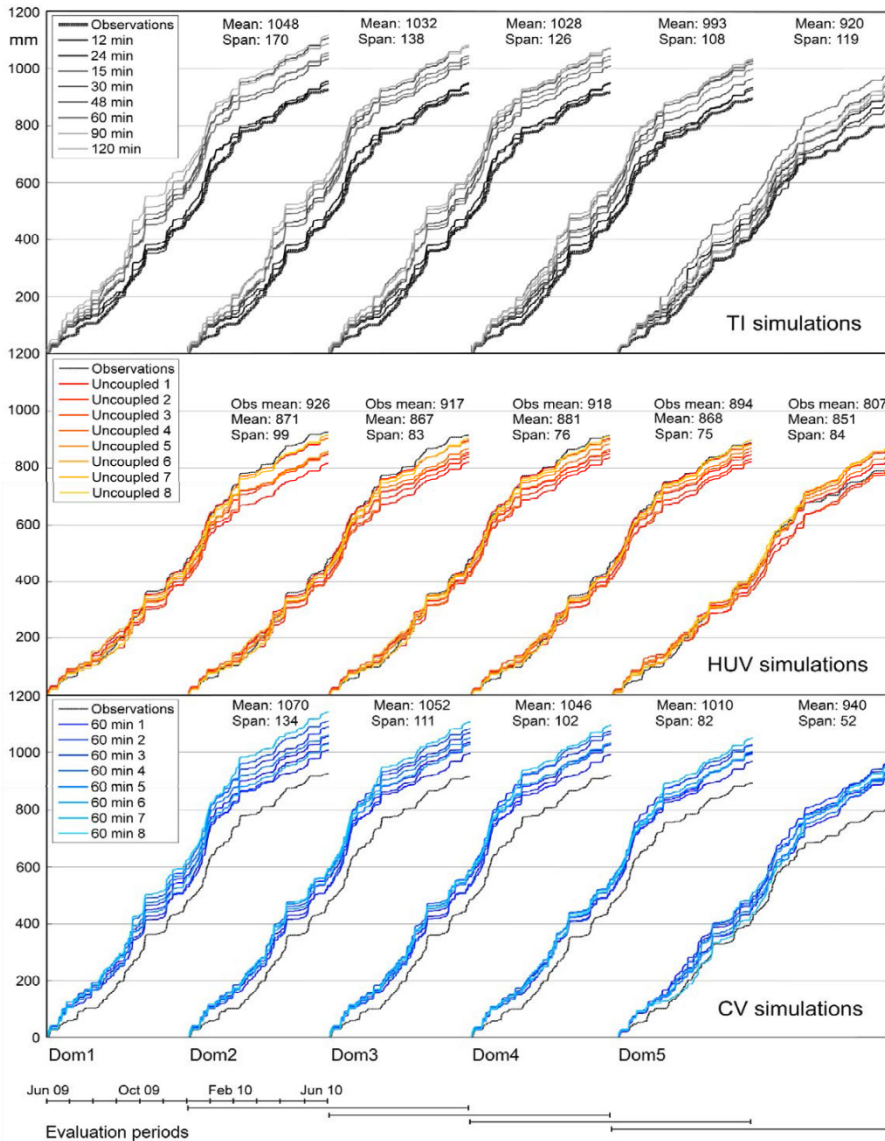 1200
mm
1000
800
600
400
200
Observations
12 min
24 min
15 min
30 min
48 min
60 min
90 min
120 min
Mean: 1048
Span: 170
Mean: 1032
Span: 138
Mean: 1028
Span: 126
Mean: 993
Span: 108
Mean: 920
Span: 119
TI simulations
1200
1000
800
600
400
200
Observations
Uncoupled 1
Uncoupled 2
Uncoupled 3
Uncoupled 4
Uncoupled 5
Uncoupled 6
Uncoupled 7
Uncoupled 8
Obs mean: 926
Mean: 871
Span: 99
Obs mean: 917
Mean: 867
Span: 83
Obs mean: 918
Mean: 881
Span: 76
Obs mean: 894
Mean: 868
Span: 75
Obs mean: 807
Mean: 851
Span: 84
HUV simulations
1200
1000
800
600
400
200
0
Observations
60 min 1
60 min 2
60 min 3
60 min 4
60 min 5
60 min 6
60 min 7
60 min 8
Mean: 1070
Span: 134
Mean: 1052
Span: 111
Mean: 1046
Span: 102
Mean: 1010
Span: 82
Mean: 940
Span: 52
CV simulations
Dom1 Dom2 Dom3 Dom4 Dom5
Jun 09 Oct 09 Feb 10 Jun 10
Evaluation periods